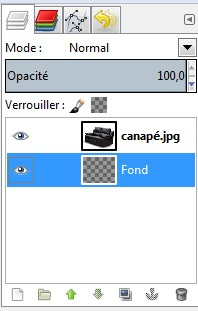 Mode : Normal
Opacité 100,0
Verrouiller :
canapé.jpg
Fond